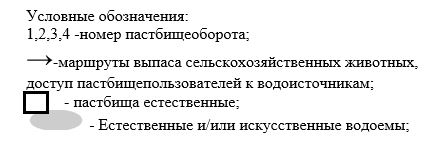 Условные обозначения:
1,2,3,4 -номер пастбищеоборота;
→-маршруты выпаса сельскохозяйственных животных,
доступ пастбищепользователей к водоисточникам;
- пастбища естественные;
- Естественные и/или искусственные водоемы;